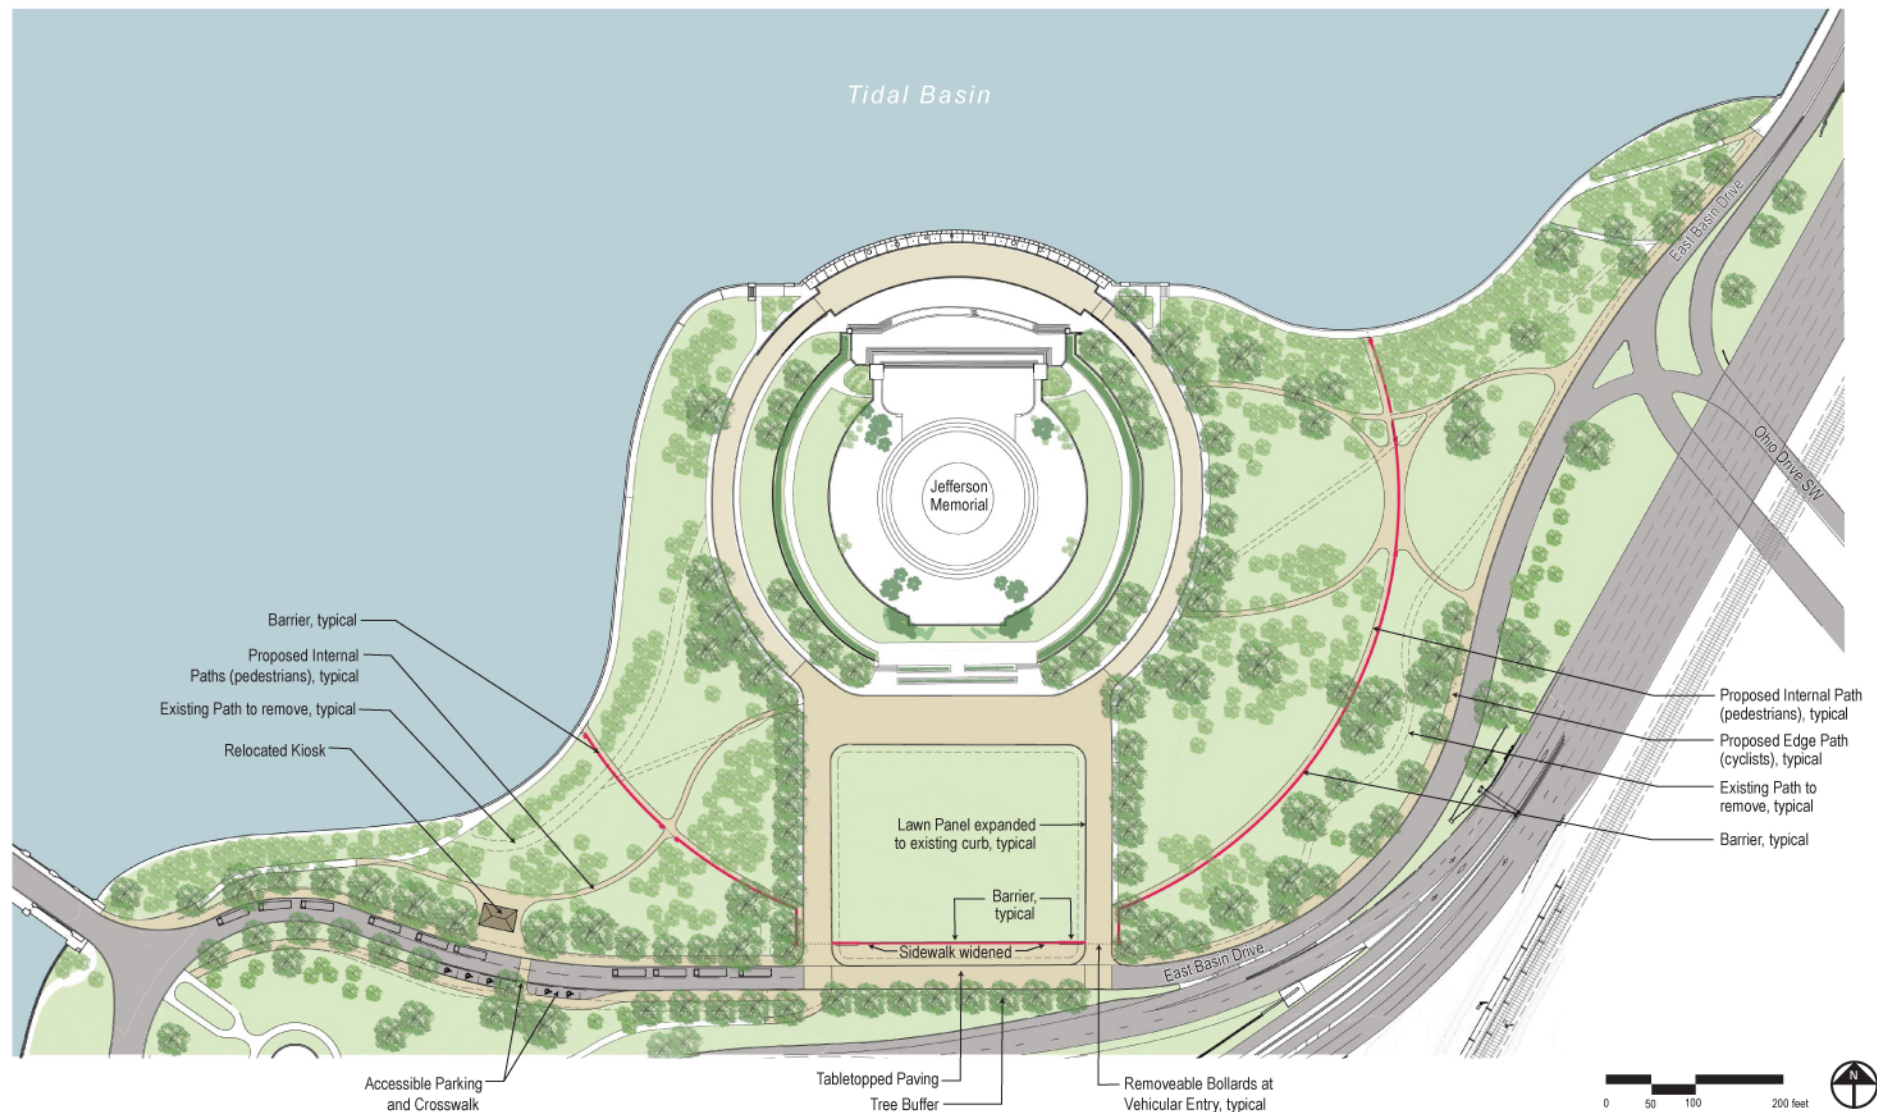 Tidal Basin
East Basin Drive
Ohio Drive SW
Jefferson
Memorial
Barrier, typical
Proposed Internal
Paths (pedestrians), typical
Existing Path to remove, typical
Relocated Kiosk
Proposed Internal Path
(pedestrians), typical
Proposed Edge Path
(cyclists), typical
Existing Path to
remove, typical
Barrier, typical
Lawn Panel expanded
to existing curb, typical
Barrier,
typical
Sidewalk widened
East Basin Drive
Accessible Parking
and Crosswalk
Tabletopped Paving
Tree Buffer
Removeable Bollards at
Vehicular Entry, typical
0 50 100 200 feet
N